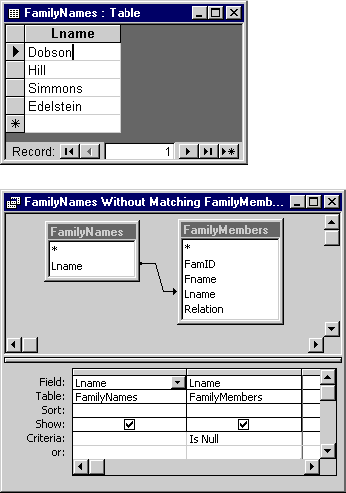 FamilyNames : Table
Lname
Dobson
Hill
Simmons
Edelstein
Record: 1
FamilyNames Without Matching FamilyMemb...
FamilyNames
*
Lname
FamilyMembers
*
FamID
Fname
Lname
Relation
Field: Lname Lname
Table: FamilyNames FamilyMembers
Sort:
Show:
Criteria: Is Null
or: